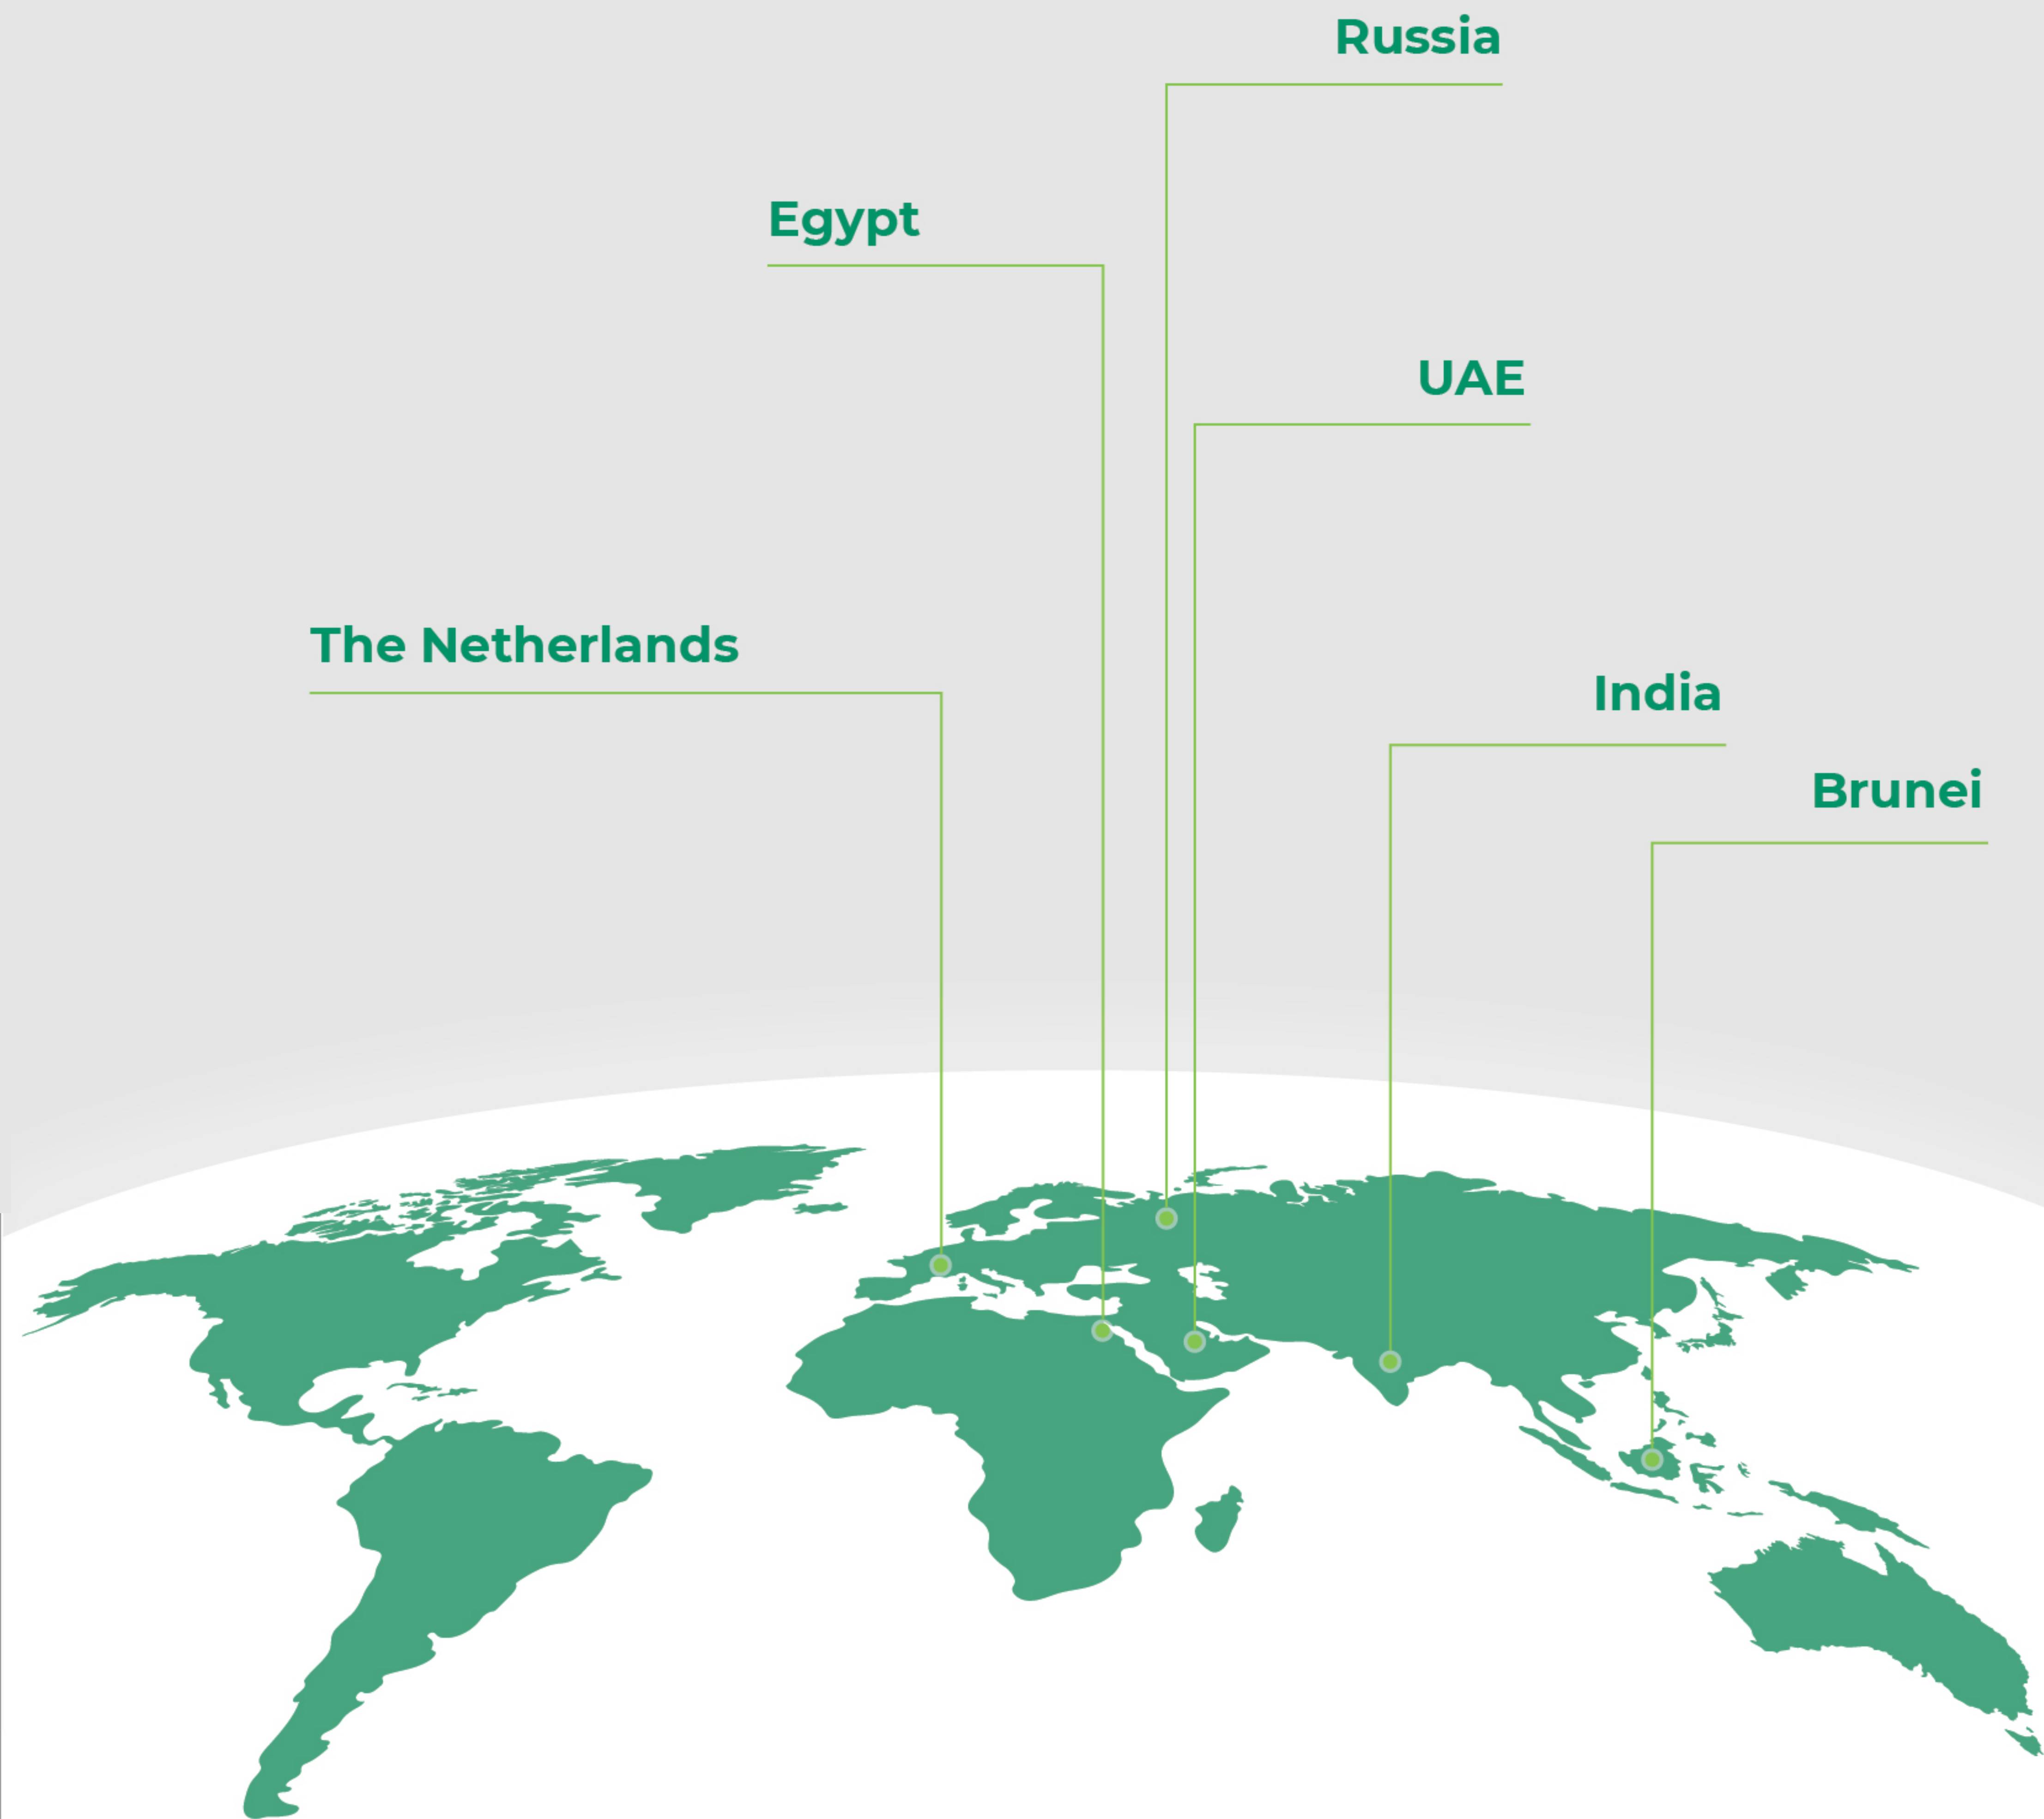 Russia
Egypt
UAE
The Netherlands
India
Brunei